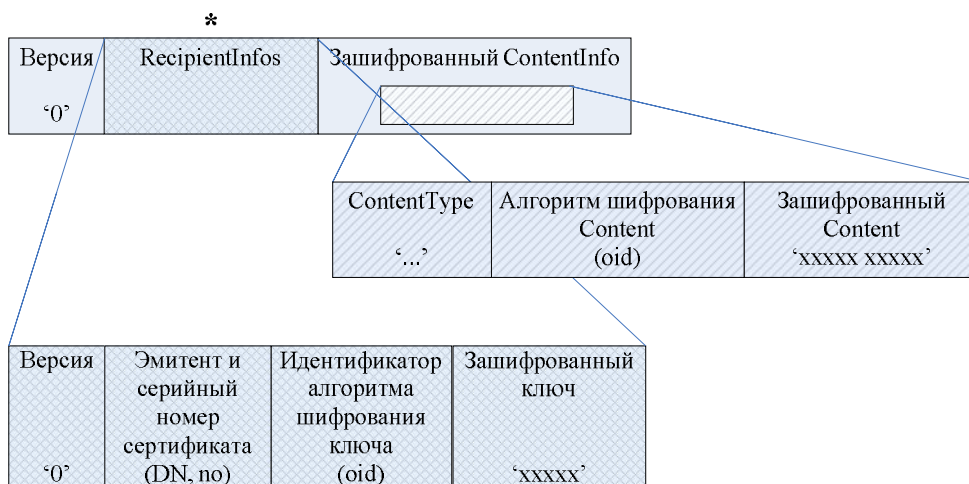 *
Версия RecipientInfos Зашифрованный ContentInfo
‘0’
ContentType Алгоритм шифрования Зашифрованный
Content Content
‘...’ (oid) ‘xxxxx xxxxx’
Версия Эмитент и Идентификатор Зашифрованный
серийный алгоритма ключ
номер шифрования
сертификата ключа
‘0’ (DN, no) (oid) ‘xxxxx’